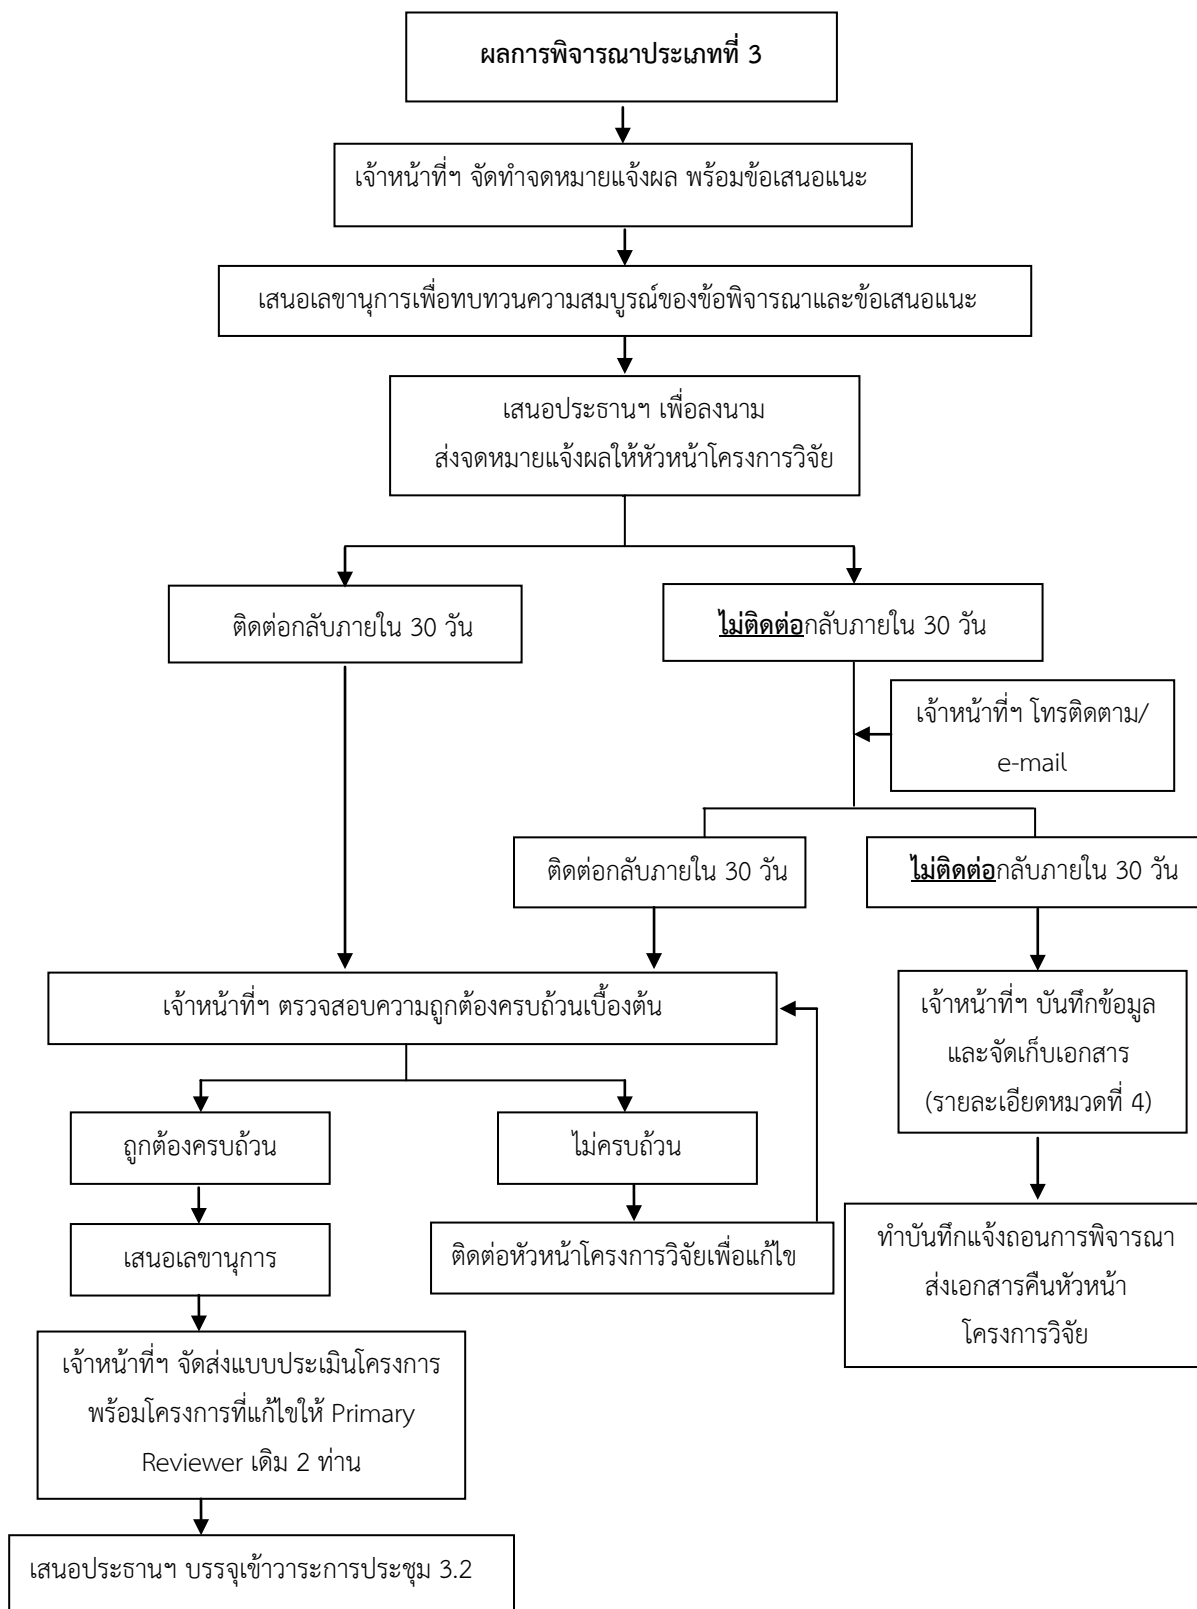 ผลการพิจารณาประเภทที่ 3
เจ้าหน้าที่ฯ จัดทำจดหมายแจ้งผล พร้อมข้อเสนอแนะ
เสนอเลขานุการเพื่อทบทวนความสมบูรณ์ของข้อพิจารณาและข้อเสนอแนะ
เสนอประธานฯ เพื่อลงนาม
ส่งจดหมายแจ้งผลให้หัวหน้าโครงการวิจัย
ติดต่อกลับภายใน 30 วัน
ไม่ติดต่อกลับภายใน 30 วัน
เจ้าหน้าที่ฯ โทรติดตาม/
e-mail
ติดต่อกลับภายใน 30 วัน
ไม่ติดต่อกลับภายใน 30 วัน
เจ้าหน้าที่ฯ ตรวจสอบความถูกต้องครบถ้วนเบื้องต้น
เจ้าหน้าที่ฯ บันทึกข้อมูล
และจัดเก็บเอกสาร
(รายละเอียดหมวดที่ 4)
ถูกต้องครบถ้วน
ไม่ครบถ้วน
เสนอเลขานุการ
ติดต่อหัวหน้าโครงการวิจัยเพื่อแก้ไข
ทำบันทึกแจ้งถอนการพิจารณา
ส่งเอกสารคืนหัวหน้า
โครงการวิจัย
เจ้าหน้าที่ฯ จัดส่งแบบประเมินโครงการ
พร้อมโครงการที่แก้ไขให้ Primary
Reviewer เดิม 2 ท่าน
เสนอประธานฯ บรรจุเข้าวาระการประชุม 3.2